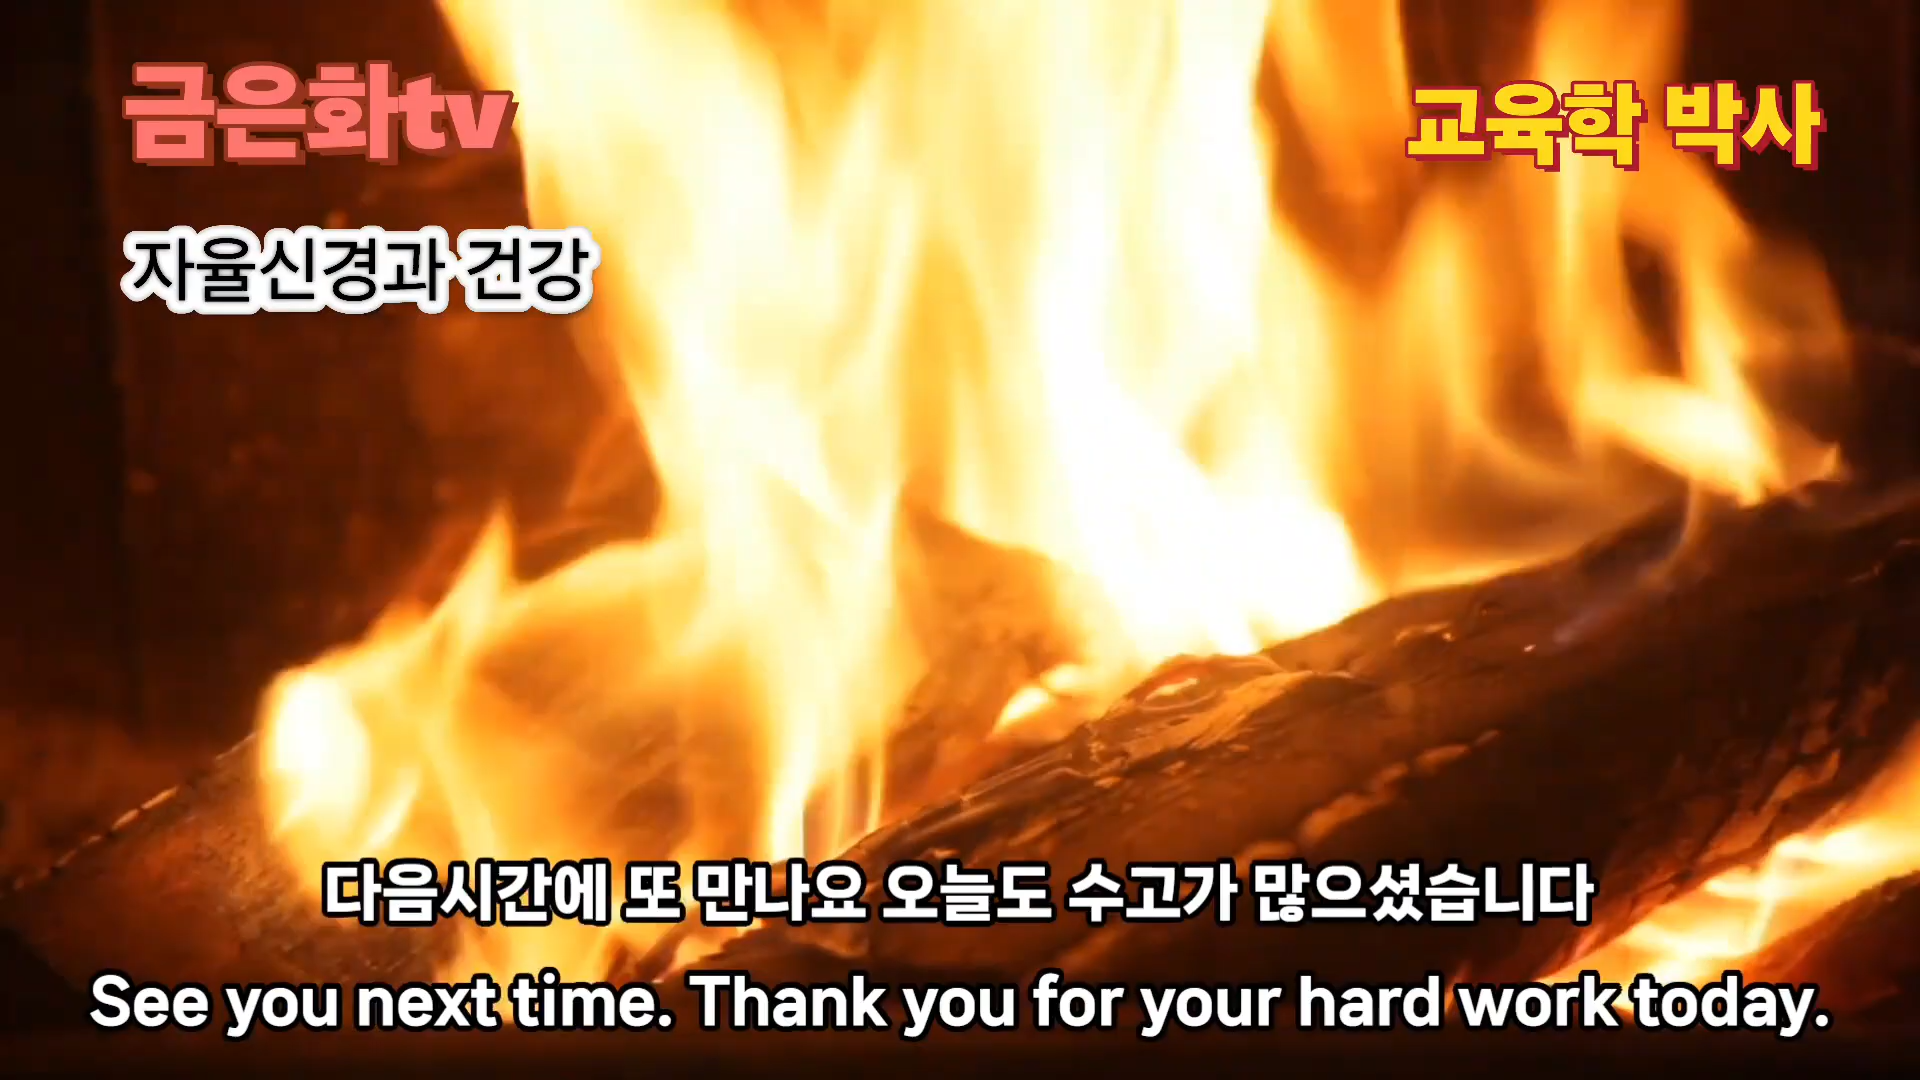 금은화tv
교육학 박사
자율신경과 건강
다음시간에 또 만나요 오늘도 수고가 많으셨습니다
See you next time. Thank you for your hard work today.